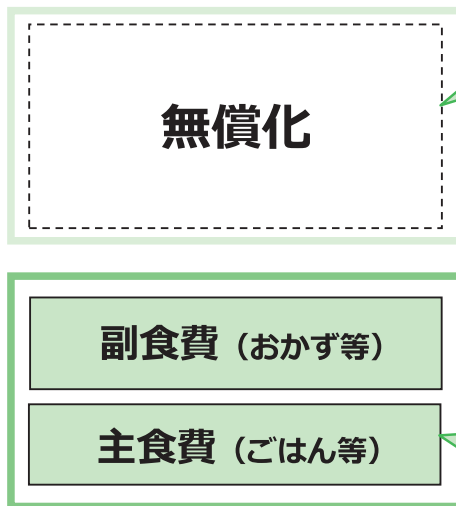 無償化
副食費（おかず等）
主食費（ごはん等）